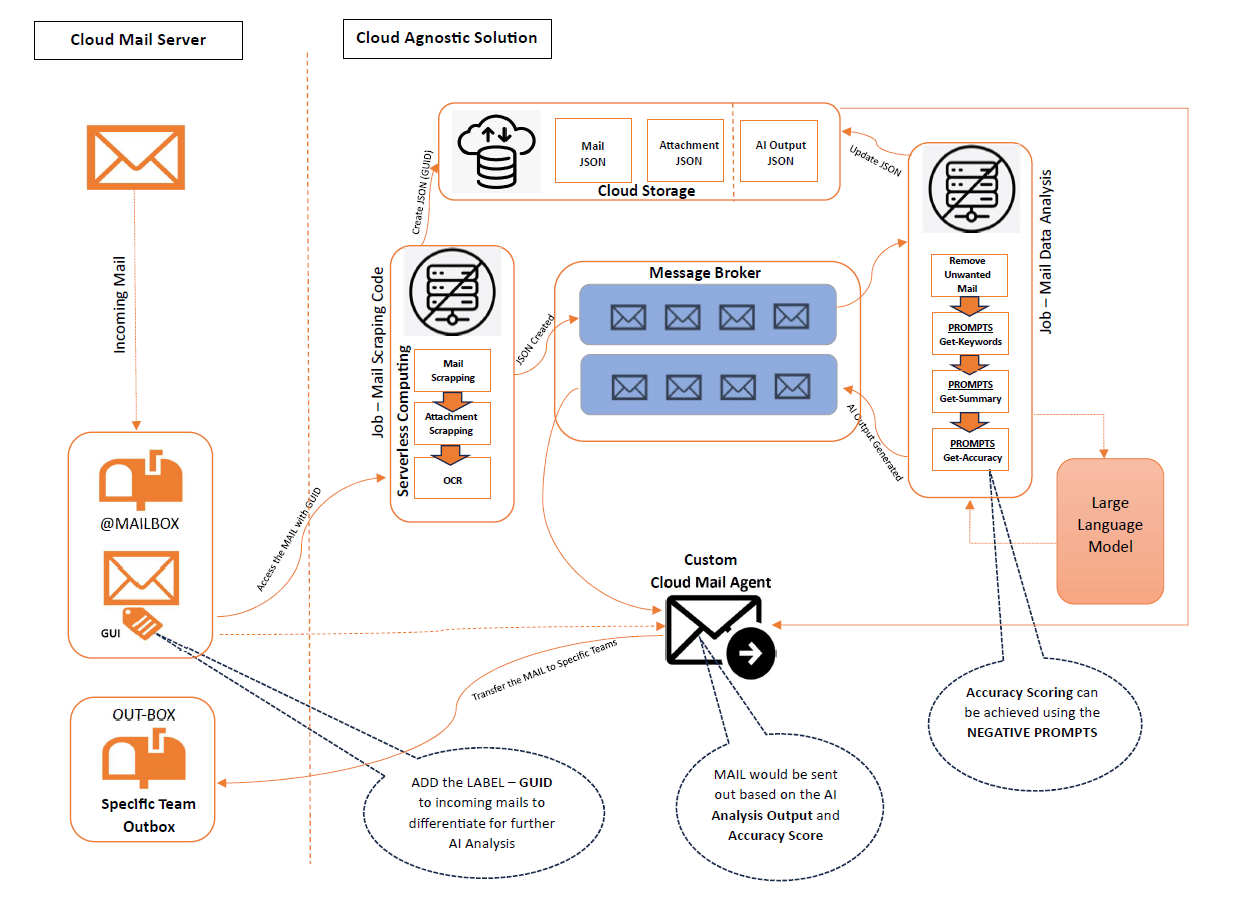 Cloud Mail Server
Cloud Agnostic Solution
Incoming Mail
@MAILBOX
GUI
OUT-BOX
Specific Team
Outbox
Access the MAIL with GUID
Create JSON (GUID)
Mail
JSON
Attachment
JSON
AI Output
JSON
Cloud Storage
Update JSON
Job – Mail Scraping Code
Serverless Computing
Mail
Scrapping
Attachment
Scrapping
OCR
JSON Created
Message Broker
AI Output Generated
Job – Mail Data Analysis
Remove
Unwanted
Mail
PROMPTS
Get-Keywords
PROMPTS
Get-Summary
PROMPTS
Get-Accuracy
Large
Language
Model
Custom
Cloud Mail Agent
Transfer the MAIL to Specific Teams
ADD the LABEL – GUID
to incoming mails to
differentiate for further
AI Analysis
MAIL would be sent
out based on the AI
Analysis Output and
Accuracy Score
Accuracy Scoring can
be achieved using the
NEGATIVE PROMPTS